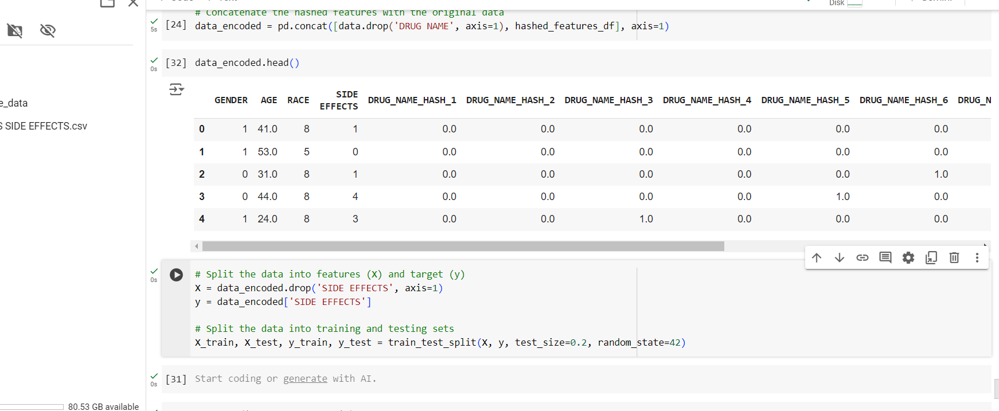 Disk
# Concatenate the hashed features with the original data
[24] data_encoded = pd.concat([data.drop('DRUG NAME', axis=1), hashed_features_df], axis=1)
5s
[32] data_encoded.head()
0s
GENDER AGE RACE SIDE EFFECTS DRUG_NAME_HASH_1 DRUG_NAME_HASH_2 DRUG_NAME_HASH_3 DRUG_NAME_HASH_4 DRUG_NAME_HASH_5 DRUG_NAME_HASH_6 DRUG_N
0 1 41.0 8 1 0.0 0.0 0.0 0.0 0.0 0.0
1 1 53.0 5 0 0.0 0.0 0.0 0.0 0.0 0.0
2 0 31.0 8 1 0.0 0.0 0.0 0.0 0.0 1.0
3 0 44.0 8 4 0.0 0.0 0.0 0.0 1.0 0.0
4 1 24.0 8 3 0.0 0.0 1.0 0.0 0.0 0.0
0s
# Split the data into features (X) and target (y)
X = data_encoded.drop('SIDE EFFECTS', axis=1)
y = data_encoded['SIDE EFFECTS']
# Split the data into training and testing sets
X_train, X_test, y_train, y_test = train_test_split(X, y, test_size=0.2, random_state=42)
[31] Start coding or generate with AI.
0s
e_data
S SIDE EFFECTS.csv
80.53 GB available